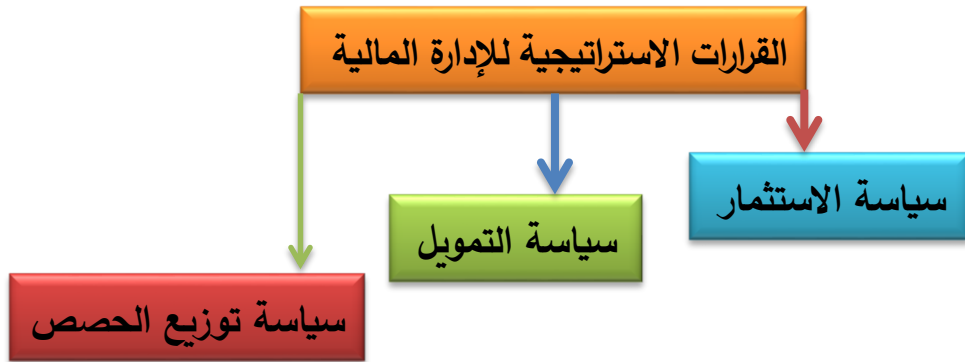 القرارات الاستراتيجية للإدارة المالية
سياسة الاستثمار
سياسة التمويل
سياسة توزيع الحصص